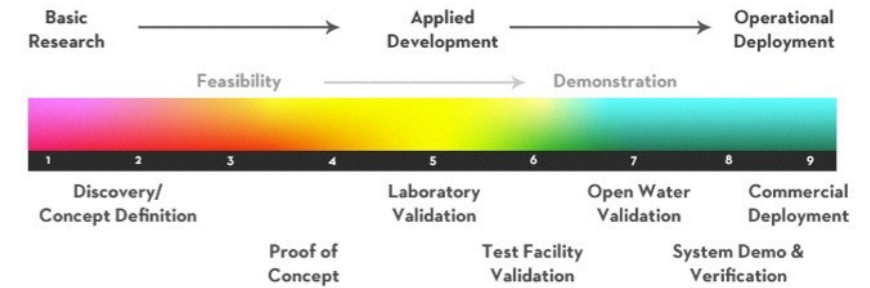 Basic
Research
Applied
Development
Operational
Deployment
Feasibility
Demonstration
1 2 3 4 5 6 7 8 9
Discovery/
Concept Definition
Laboratory
Validation
Open Water
Validation
Commercial
Deployment
Proof of
Concept
Test Facility
Validation
System Demo &
Verification